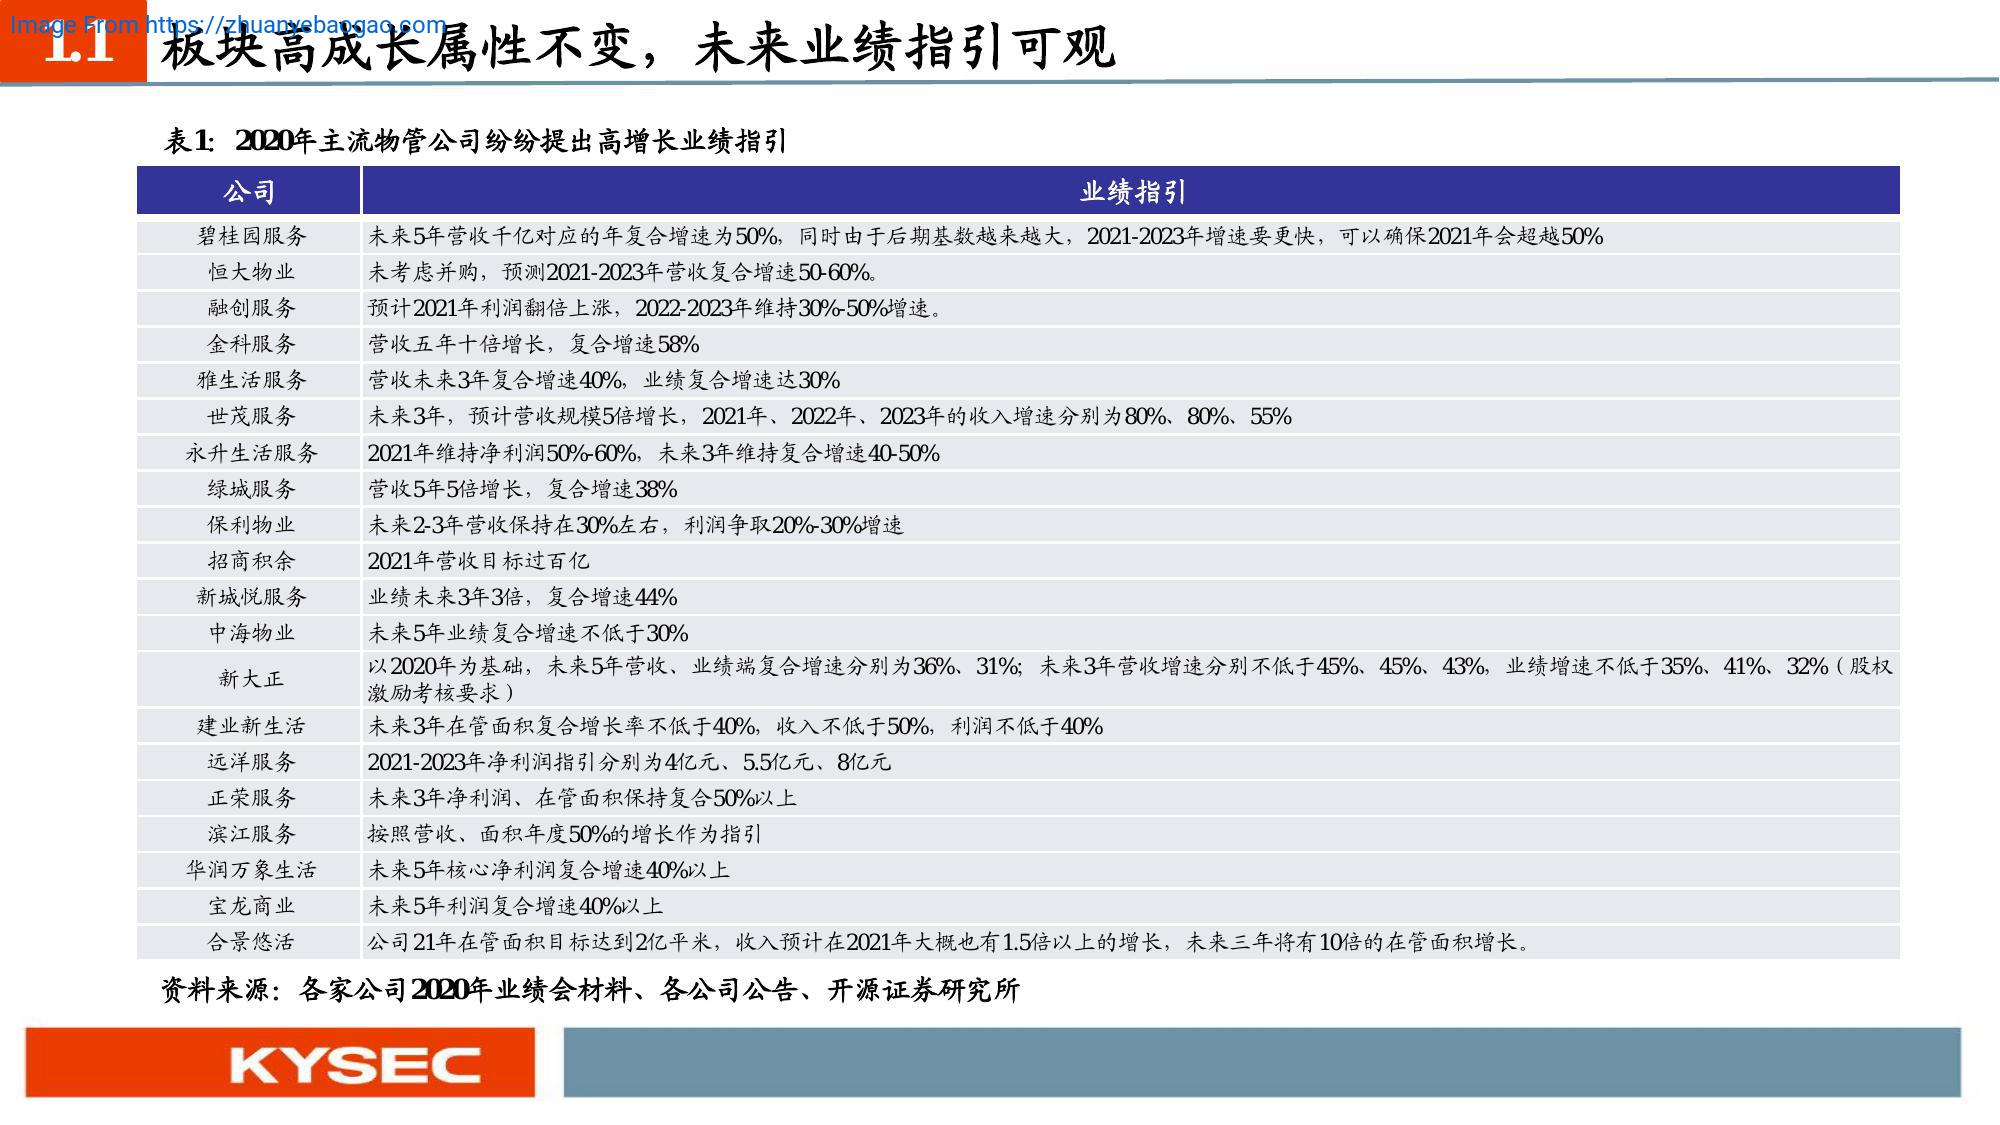 Image From https://zhuanyebaogao.com
1.1 板块高成长属性不变，未来业绩指引可观
表1：2020年主流物管公司纷纷提出高增长业绩指引
公司 业绩指引
碧桂园服务 未来5年营收千亿对应的年复合增速为50%，同时由于后期基数越来越大，2021-2023年增速要更快，可以确保2021年会超越50%
恒大物业 未考虑并购，预测2021-2023年营收复合增速50-60%。
融创服务 预计2021年利润翻倍上涨，2022-2023年维持30%-50%增速。
金科服务 营收五年十倍增长，复合增速58%
雅生活服务 营收未来3年复合增速40%，业绩复合增速达30%
世茂服务 未来3年，预计营收规模5倍增长，2021年、2022年、2023年的收入增速分别为80%、80%、55%
永升生活服务 2021年维持净利润50%-60%，未来3年维持复合增速40-50%
绿城服务 营收5年5倍增长，复合增速38%
保利物业 未来2-3年营收保持在30%左右，利润争取20%-30%增速
招商积余 2021年营收目标过百亿
新城悦服务 业绩未来3年3倍，复合增速44%
中海物业 未来5年业绩复合增速不低于30%
新大正 以2020年为基础，未来5年营收、业绩端复合增速分别为36%、31%；未来3年营收增速分别不低于45%、45%、43%，业绩增速不低于35%、41%、32%（股权
激励考核要求）
建业新生活 未来3年在管面积复合增长率不低于40%，收入不低于50%，利润不低于40%
远洋服务 2021-2023年净利润指引分别为4亿元、5.5亿元、8亿元
正荣服务 未来3年净利润、在管面积保持复合50%以上
滨江服务 按照营收、面积年度50%的增长作为指引
华润万象生活 未来5年核心净利润复合增速40%以上
宝龙商业 未来5年利润复合增速40%以上
合景悠活 公司21年在管面积目标达到2亿平米，收入预计在2021年大概也有1.5倍以上的增长，未来三年将有10倍的在管面积增长。
资料来源：各家公司2020年业绩会材料、各公司公告、开源证券研究所
KYSEC